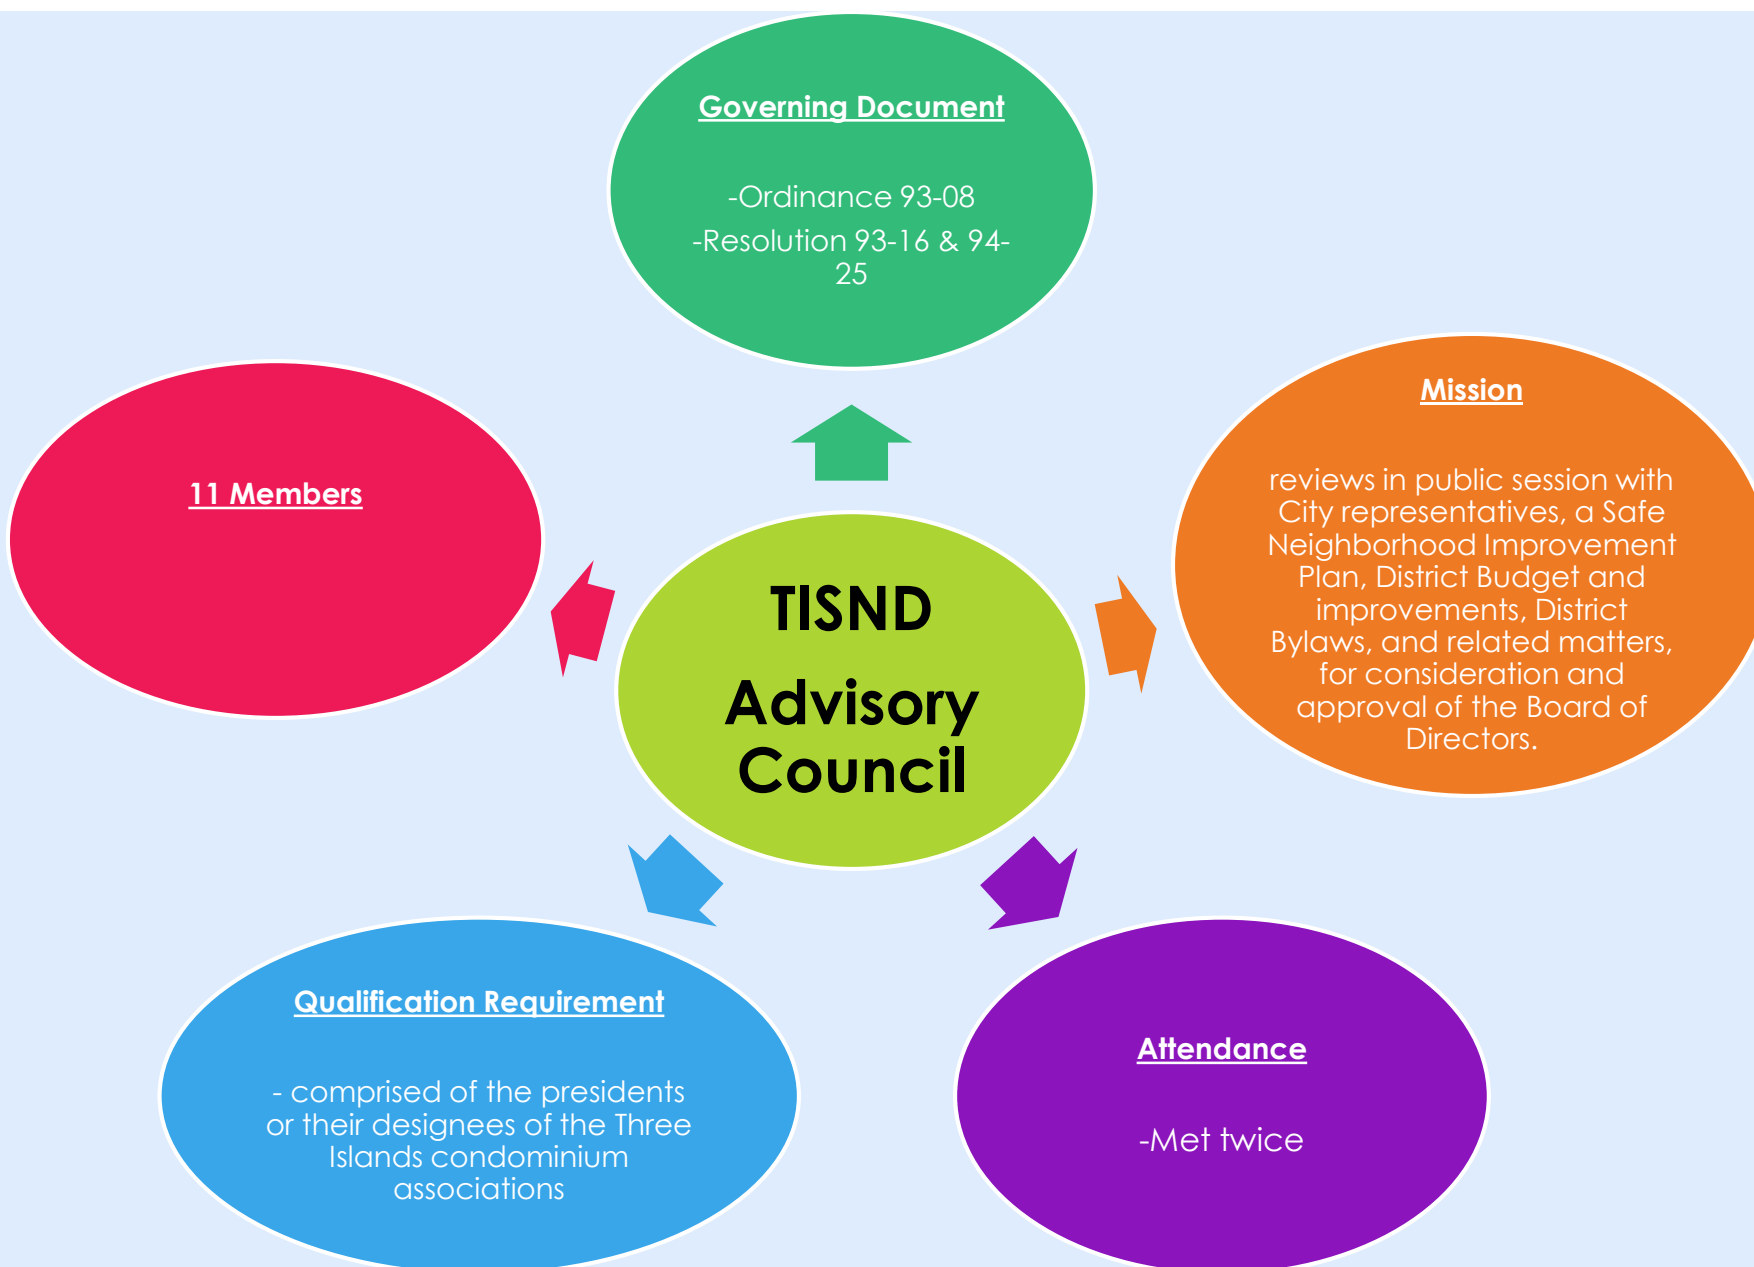 Governing Document
-Ordinance 93-08
-Resolution 93-16 & 94-
25
Mission
reviews in public session with
City representatives, a Safe
Neighborhood Improvement
Plan, District Budget and
improvements, District
Bylaws, and related matters,
for consideration and
approval of the Board of
Directors.
11 Members
TISND
Advisory
Council
Qualification Requirement
- comprised of the presidents
or their designees of the Three
Islands condominium
associations
Attendance
-Met twice